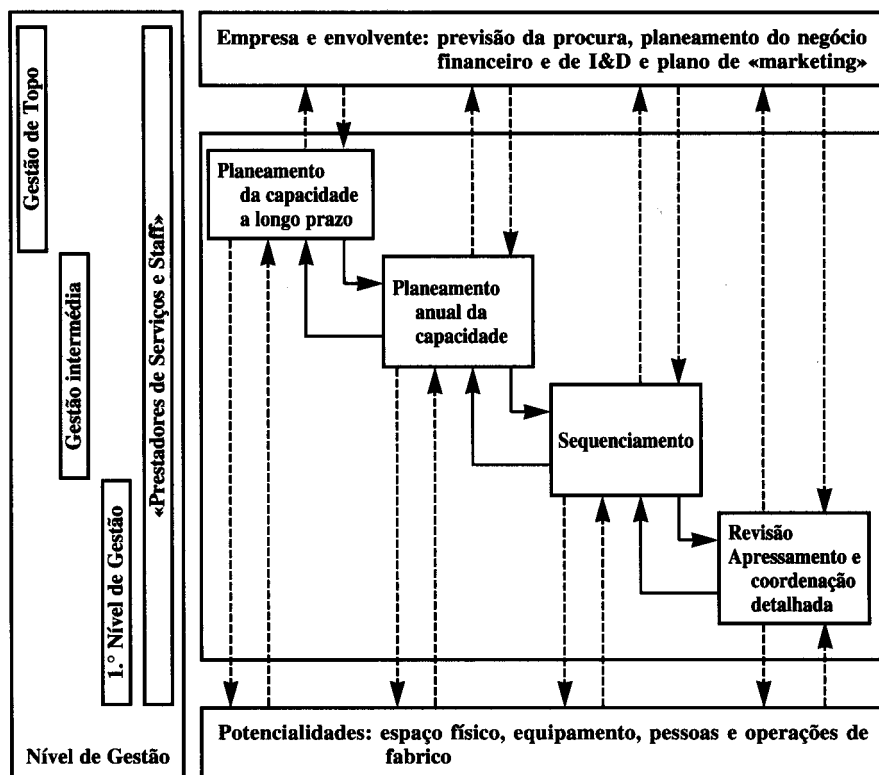 Gestão de Topo
Gestão intermédia
1.º Nível de Gestão
«Prestadores de Serviços e Staff»
Nível de Gestão
Empresa e envolvente: previsão da procura, planeamento do negócio
financeiro e de I&D e plano de «marketing»
Planeamento
da capacidade
a longo prazo
Planeamento
anual da
capacidade
Sequenciamento
Revisão
Apressamento e
coordenação
detalhada
Potencialidades: espaço físico, equipamento, pessoas e operações de
fabrico